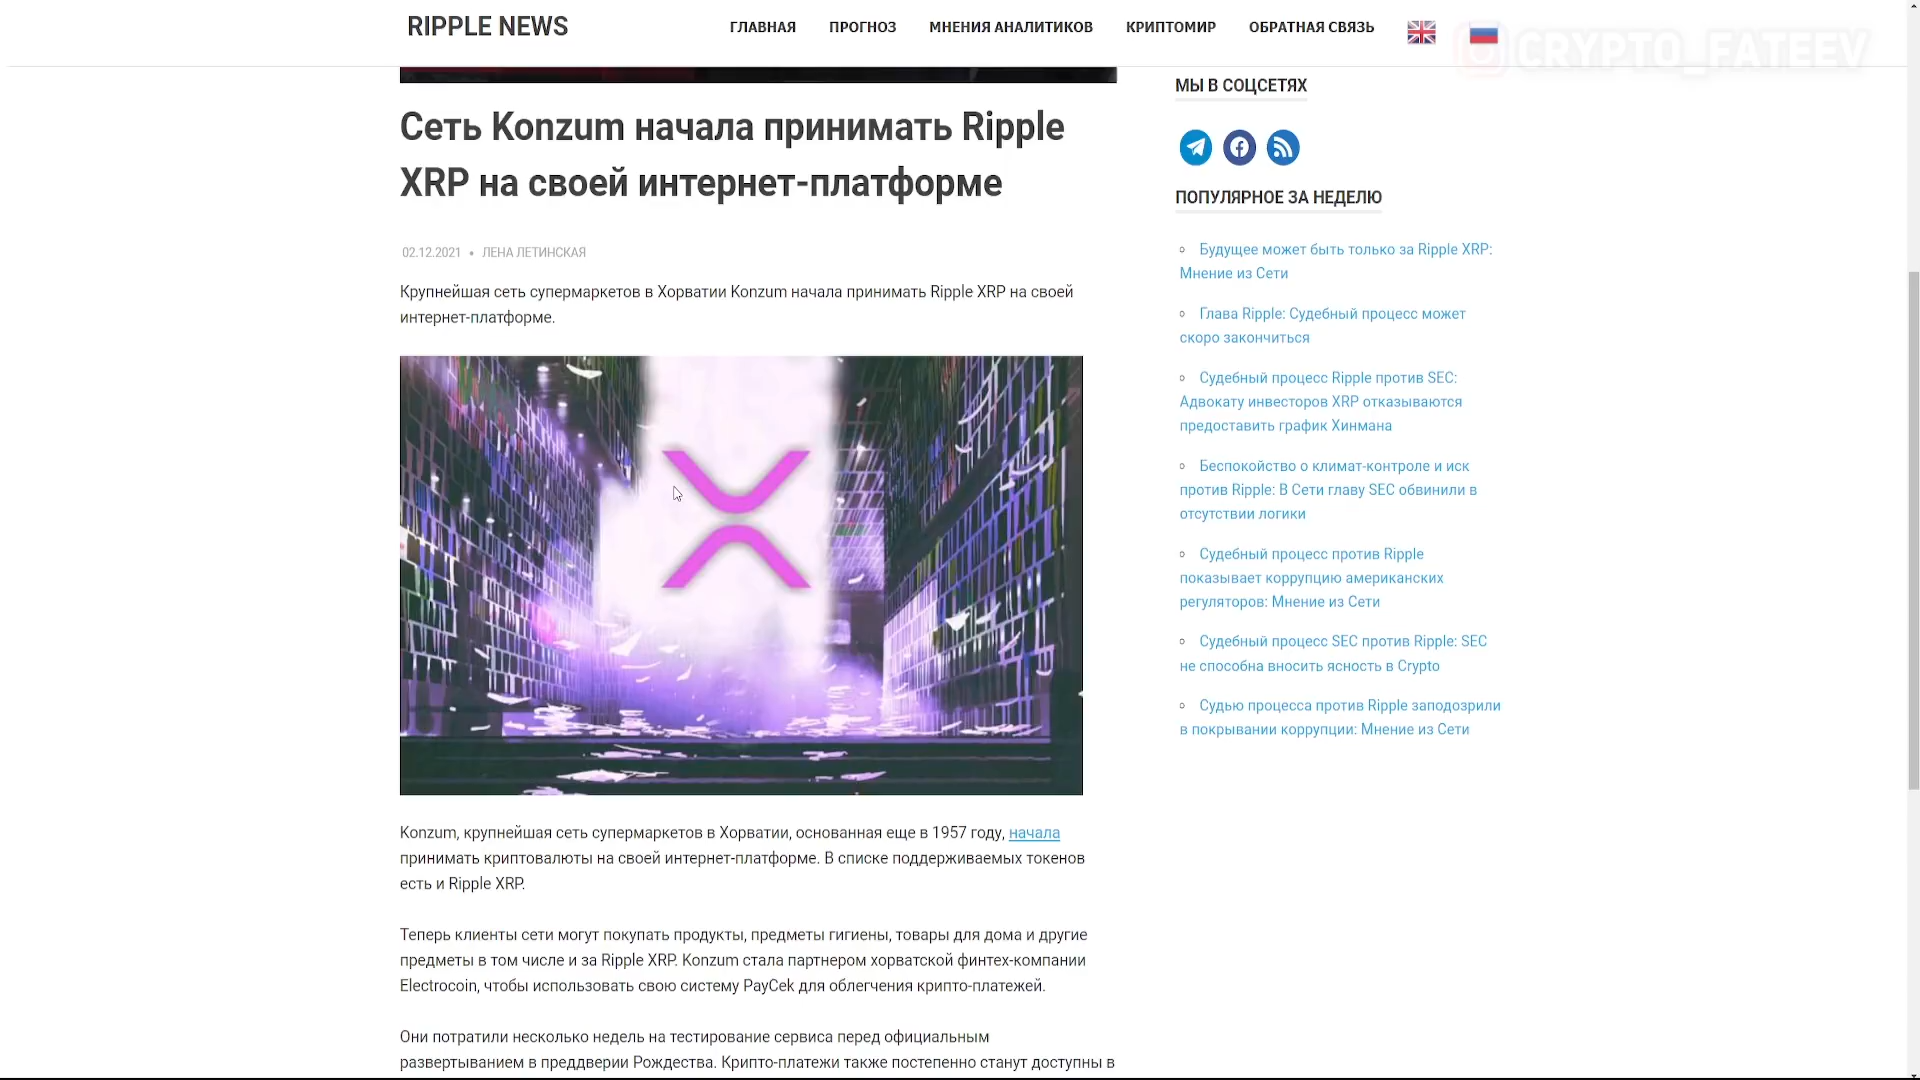 RIPPLE NEWS
ГЛАВНАЯ ПРОГНОЗ МНЕНИЯ АНАЛИТИКОВ КРИПТОМИР ОБРАТНАЯ СВЯЗЬ
CRYPTO_FATEEV
Сеть Konzum начала принимать Ripple
XRP на своей интернет-платформе
02.12.2021 • ЛЕНА ЛЕТИНСКАЯ
Крупнейшая сеть супермаркетов в Хорватии Konzum начала принимать Ripple XRP на своей
интернет-платформе.
Konzum, крупнейшая сеть супермаркетов в Хорватии, основанная еще в 1957 году, начала
принимать криптовалюты на своей интернет-платформе. В списке поддерживаемых токенов
есть и Ripple XRP.
Теперь клиенты сети могут покупать продукты, предметы гигиены, товары для дома и другие
предметы в том числе и за Ripple XRP. Konzum стала партнером хорватской финтех-компании
Electrocoin, чтобы использовать свою систему PayCek для облегчения крипто-платежей.
Они потратили несколько недель на тестирование сервиса перед официальным
развертыванием в преддверии Рождества. Крипто-платежи также постепенно станут доступны в
МЫ В СОЦСЕТЯХ
ПОПУЛЯРНОЕ ЗА НЕДЕЛЮ
Будущее может быть только за Ripple XRP:
Мнение из Сети
Глава Ripple: Судебный процесс может
скоро закончиться
Судебный процесс Ripple против SEC:
Адвокату инвесторов XRP отказываются
предоставить график Хинмана
Беспокойство о климат-контроле и иск
против Ripple: В Сети главу SEC обвинили в
отсутствии логики
Судебный процесс против Ripple
показывает коррупцию американских
регуляторов: Мнение из Сети
Судебный процесс SEC против Ripple: SEC
не способна вносить ясность в Crypto
Судью процесса против Ripple заподозрили
в покрывании коррупции: Мнение из Сети